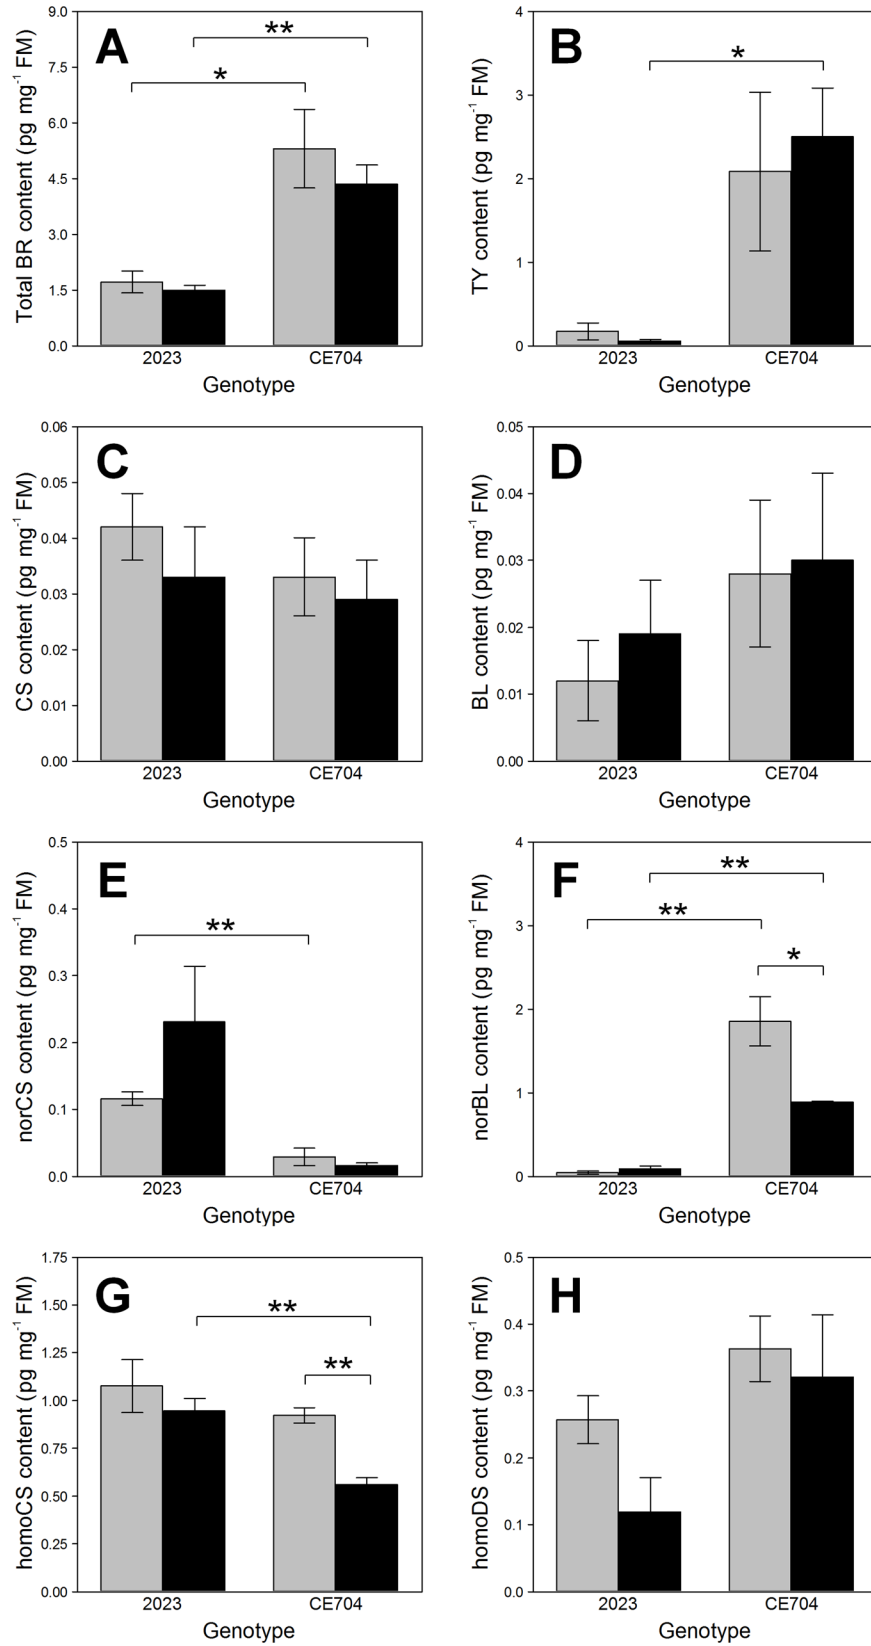 A
Total BR content (pg mg⁻¹ FM)
9.0
7.5
6.0
4.5
3.0
1.5
0.0
*
**
2023 CE704
Genotype
B
TY content (pg mg⁻¹ FM)
4
3
2
1
0
*
2023 CE704
Genotype
C
CS content (pg mg⁻¹ FM)
0.06
0.05
0.04
0.03
0.02
0.01
0.00
2023 CE704
Genotype
D
BL content (pg mg⁻¹ FM)
0.05
0.04
0.03
0.02
0.01
0.00
2023 CE704
Genotype
E
norCS content (pg mg⁻¹ FM)
0.5
0.4
0.3
0.2
0.1
0.0
**
2023 CE704
Genotype
F
norBL content (pg mg⁻¹ FM)
4
3
2
1
0
**
**
*
2023 CE704
Genotype
G
homoCS content (pg mg⁻¹ FM)
1.75
1.50
1.25
1.00
0.75
0.50
0.25
0.00
**
**
2023 CE704
Genotype
H
homoDS content (pg mg⁻¹ FM)
0.5
0.4
0.3
0.2
0.1
0.0
2023 CE704
Genotype